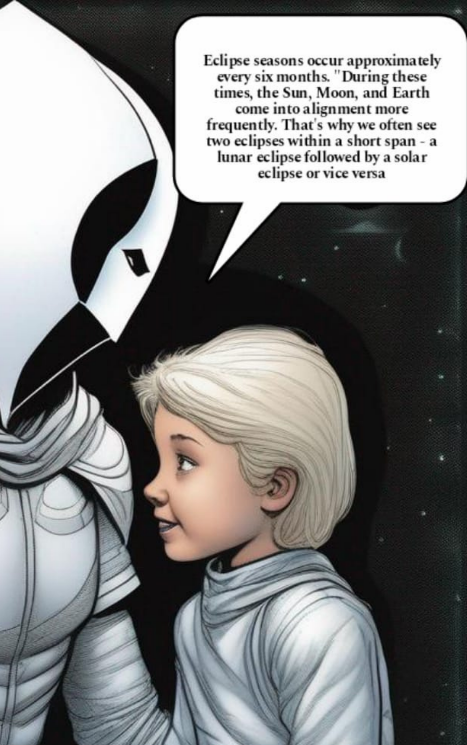 Eclipse seasons occur approximately
every six months. "During these
times, the Sun, Moon, and Earth
come into alignment more
frequently. That's why we often see
two eclipses within a short span - a
lunar eclipse followed by a solar
eclipse or vice versa